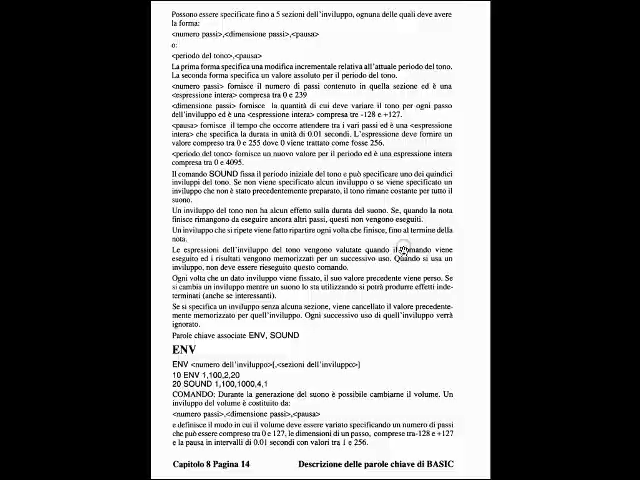 Possono essere specificate fino a 5 sezioni dell'inviluppo, ognuna delle quali deve avere
la forma:
<numero passi>,<dimensione passi>,<pausa>
o:
<periodo del tono>,<pausa>
La prima forma specifica una modifica incrementale relativa all'attuale periodo del tono.
La seconda forma specifica un valore assoluto per il periodo del tono.
<numero passi> fornisce il numero di passi contenuto in quella sezione ed è una
<espressione intera> compresa tra 0 e 239
<dimensione passi> fornisce la quantità di cui deve variare il tono per ogni passo
dell'inviluppo ed è una <espressione intera> compresa tre -128 e +127.
<pausa> fornisce il tempo che occorre attendere tra i vari passi ed è una <espressione
intera> che specifica la durata in unità di 0.01 secondi. L'espressione deve fornire un valore
compreso tra 0 e 255 dove 0 viene trattato come fosse 256.
<periodo del tono> fornisce un nuovo valore per il periodo ed è una espressione intera
compresa tra 0 e 4095.
Il comando SOUND fissa il periodo iniziale del tono e può specificare uno dei quindici
inviluppi del tono. Se non viene specificato alcun inviluppo o se viene specificato un
inviluppo che non è stato precedentemente preparato, il tono rimane costante per tutto il
suono.
Un inviluppo del tono non ha alcun effetto sulla durata del suono. Se, quando la nota
finisce rimangono da eseguire ancora altri passi, questi non vengono eseguiti.
Un inviluppo che si ripete viene fatto ripartire ogni volta che finisce, fino al termine della
nota.
Le espressioni dell'inviluppo del tono vengono valutate quando il comando viene
eseguito ed i risultati vengono memorizzati per un successivo uso. Quando si usa un
inviluppo, non deve essere rieseguito questo comando.
Ogni volta che un dato inviluppo viene fissato, il suo valore precedente viene perso. Se
si cambia un inviluppo mentre un suono lo sta utilizzando si potrà produrre effetti inde-
terminati (anche se interessanti).
Se si specifica un inviluppo senza alcuna sezione, viene cancellato il valore precedente-
mente memorizzato per quell'inviluppo. Ogni successivo uso di quell'inviluppo verrà
ignorato.
Parole chiave associate ENV, SOUND
ENV
ENV <numero dell'inviluppo>[,<sezioni dell'inviluppo>]
10 ENV 1,100,2,20
20 SOUND 1,100,1000,4,1
COMANDO: Durante la generazione del suono è possibile cambiarne il volume. Un
inviluppo del volume è costituito da:
<numero passi>,<dimensione passi>,<pausa>
e definisce il modo in cui il volume deve essere variato specificando un numero di passi
che può essere compreso tra 0 e 127, le dimensioni di un passo, comprese tra-128 e +127
e la pausa in intervalli di 0.01 secondi con valori tra 1 e 256.
Capitolo 8 Pagina 14 Descrizione delle parole chiave di BASIC